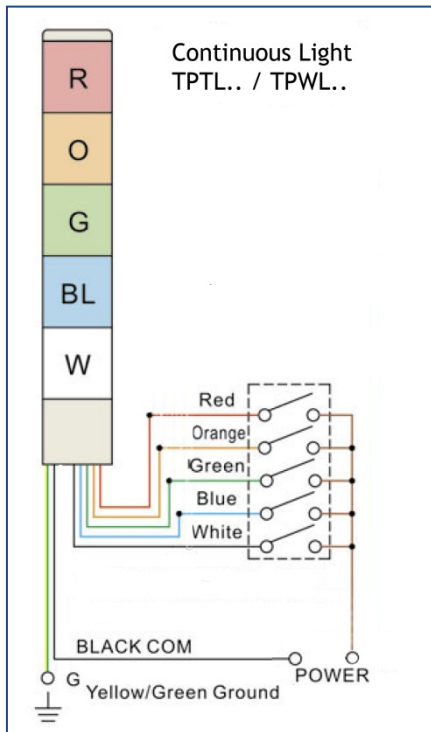 Continuous Light
TPTL.. / TPWL..
R
O
G
BL
W
Red
Orange
Green
Blue
White
BLACK COM
POWER
G
Yellow/Green Ground